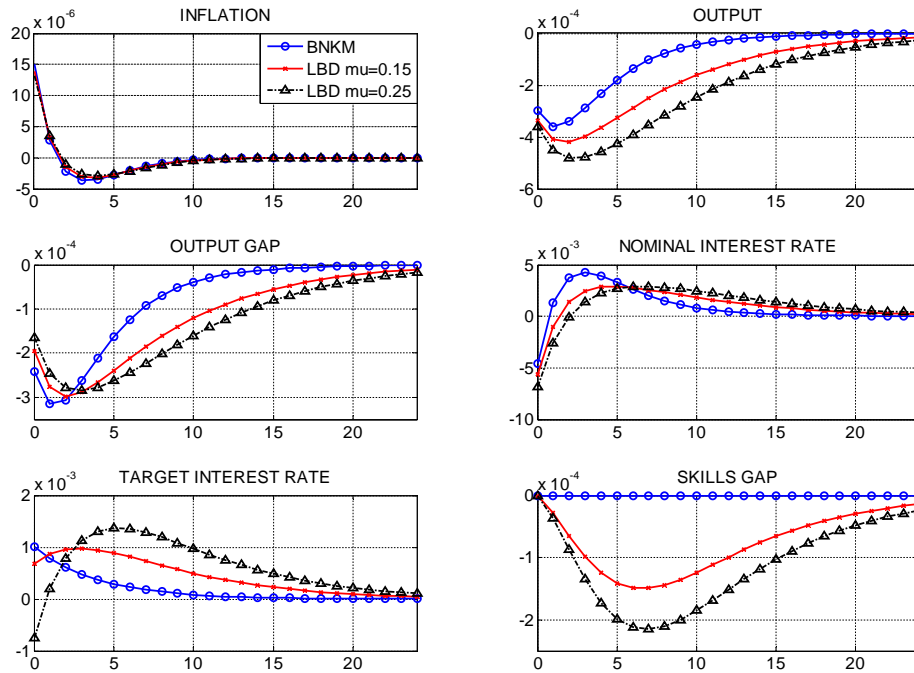 INFLATION
x 10^-6
20
15
10
5
0
-5
0 5 10 15 20
BNKM
LBD mu=0.15
LBD mu=0.25
OUTPUT
x 10^-4
0
-2
-4
-6
0 5 10 15 20
OUTPUT GAP
x 10^-4
0
-1
-2
-3
0 5 10 15 20
NOMINAL INTEREST RATE
x 10^-3
5
0
-5
-10
0 5 10 15 20
TARGET INTEREST RATE
x 10^-3
2
1
0
-1
0 5 10 15 20
SKILLS GAP
x 10^-4
0
-1
-2
0 5 10 15 20